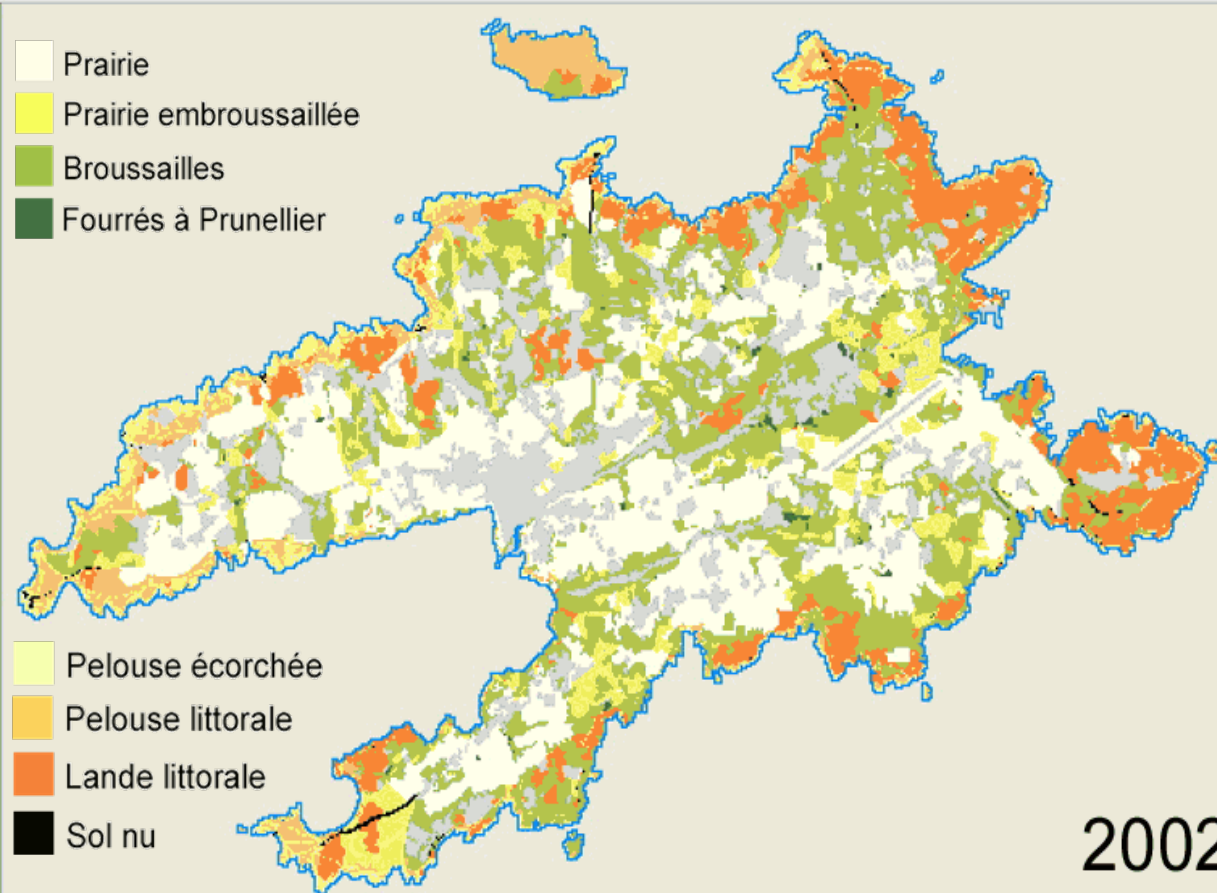 Prairie
Prairie embroussaillée
Broussailles
Fourrés à Prunellier
Pelouse écorchée
Pelouse littorale
Lande littorale
Sol nu
2002